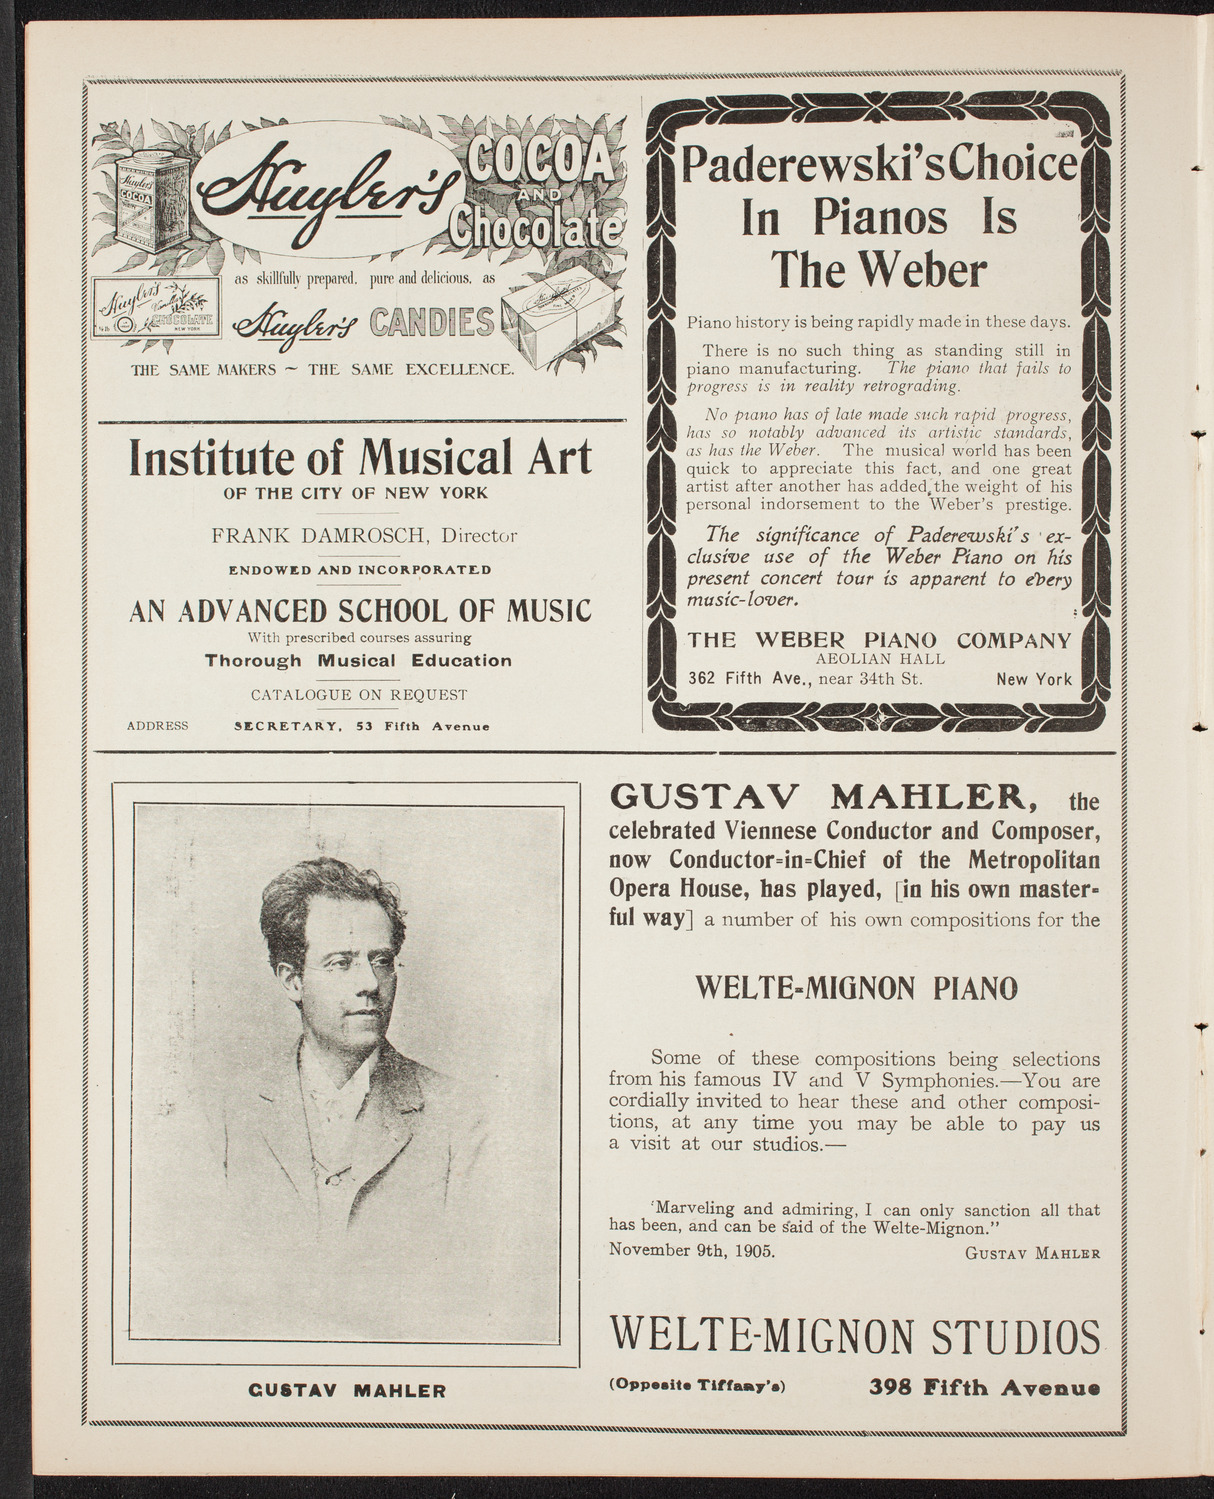 Huyler's
COCOA
AND
Chocolate
Huyler's
COCOA
as skillfully prepared, pure and delicious, as
Huyler's
Vanilla
CHOCOLATE
NEW YORK
Huyler's CANDIES
THE SAME MAKERS ~ THE SAME EXCELLENCE.
Institute of Musical Art
OF THE CITY OF NEW YORK
FRANK DAMROSCH, Director
ENDOWED AND INCORPORATED
AN ADVANCED SCHOOL OF MUSIC
With prescribed courses assuring
Thorough Musical Education
CATALOGUE ON REQUEST
ADDRESS SECRETARY, 53 Fifth Avenue
Paderewski's Choice
In Pianos Is
The Weber
Piano history is being rapidly made in these days.
There is no such thing as standing still in
piano manufacturing. The piano that fails to
progress is in reality retrograding.
No piano has of late made such rapid progress,
has so notably advanced its artistic standards,
as has the Weber. The musical world has been
quick to appreciate this fact, and one great
artist after another has added the weight of his
personal indorsement to the Weber's prestige.
The significance of Paderewski's ex-
clusive use of the Weber Piano on his
present concert tour is apparent to every
music-lover.
THE WEBER PIANO COMPANY
AEOLIAN HALL
362 Fifth Ave., near 34th St. New York
GUSTAV MAHLER
GUSTAV MAHLER, the
celebrated Viennese Conductor and Composer,
now Conductor=in=Chief of the Metropolitan
Opera House, has played, [in his own master=
ful way] a number of his own compositions for the
WELTE=MIGNON PIANO
Some of these compositions being selections
from his famous IV and V Symphonies.—You are
cordially invited to hear these and other composi-
tions, at any time you may be able to pay us
a visit at our studios.—
'Marveling and admiring, I can only sanction all that
has been, and can be said of the Welte-Mignon."
November 9th, 1905. GUSTAV MAHLER
WELTE-MIGNON STUDIOS
(Opposite Tiffany's) 398 Fifth Avenue